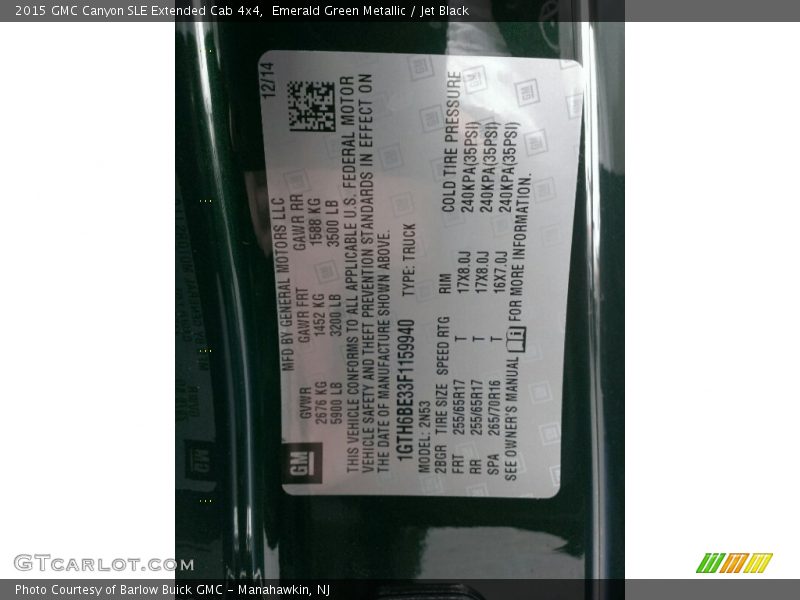 2015 GMC Canyon SLE Extended Cab 4x4,  Emerald Green Metallic / Jet Black
12/14
MFD BY GENERAL MOTORS LLC
GVWR GAWR FRT GAWR RR
2676 KG 1452 KG 1588 KG
5900 LB 3200 LB 3500 LB
THIS VEHICLE CONFORMS TO ALL APPLICABLE U.S. FEDERAL MOTOR
VEHICLE SAFETY AND THEFT PREVENTION STANDARDS IN EFFECT ON
THE DATE OF MANUFACTURE SHOWN ABOVE.
1GTH6BE33F1159940 TYPE: TRUCK
MODEL: 2N53
2BGR TIRE SIZE SPEED RTG RIM COLD TIRE PRESSURE
FRT 255/65R17 T 17X8.0J 240KPA(35PSI)
RR 255/65R17 T 17X8.0J 240KPA(35PSI)
SPA 265/70R16 T 16X7.0J 240KPA(35PSI)
SEE OWNER'S MANUAL FOR MORE INFORMATION.
GM
GTCARLOT.COM
Photo Courtesy of Barlow Buick GMC - Manahawkin, NJ